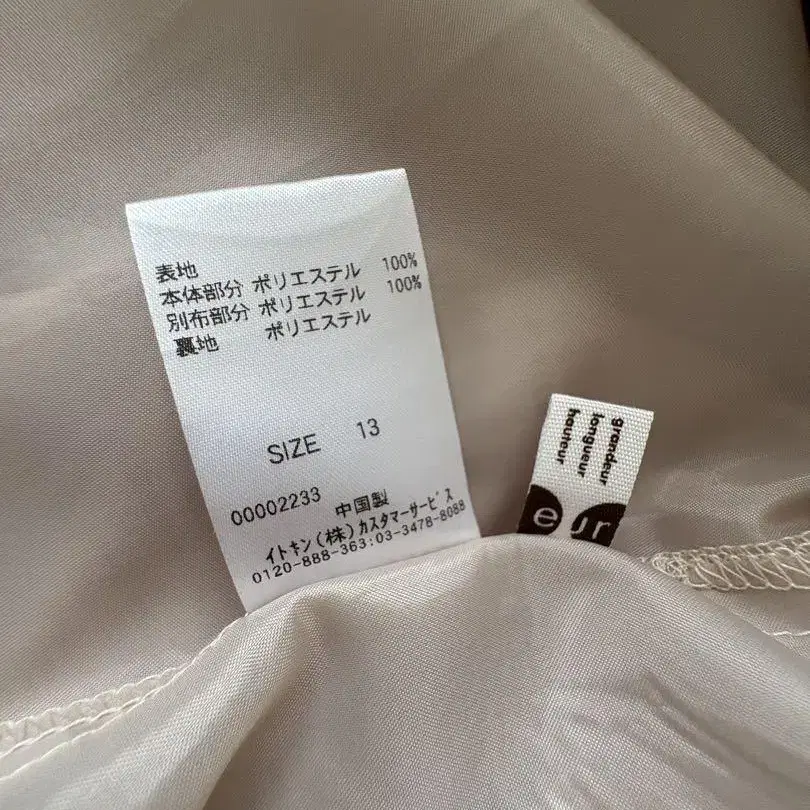 表地
本体部分 ポリエステル 100%
別布部分 ポリエステル 100%
裏地 ポリエステル
SIZE 13
00002233 中国製
イトキン(株)カスタマーサービス
0120-888-363:03-3478-8088
grandeur
longueur
hauteur
eur